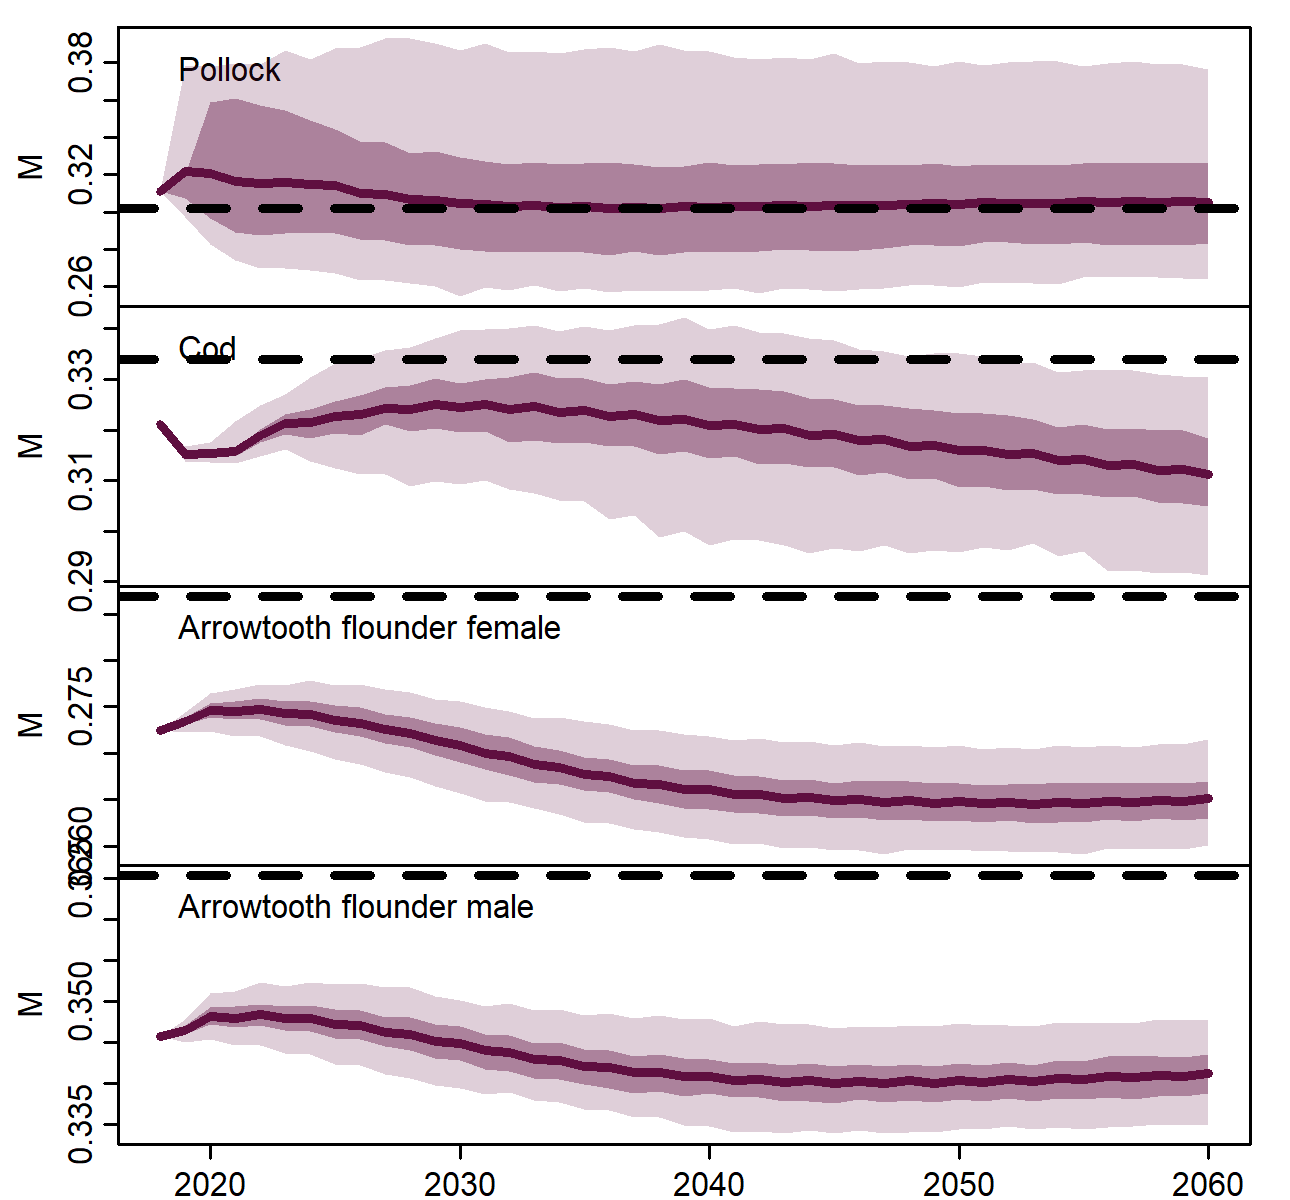 0.38
Pollock
0.32
M
0.26
Cod
0.33
M
0.31
0.29
Arrowtooth flounder female
0.275
M
0.260
Arrowtooth flounder male
0.350
M
0.335
2020 2030 2040 2050 2060